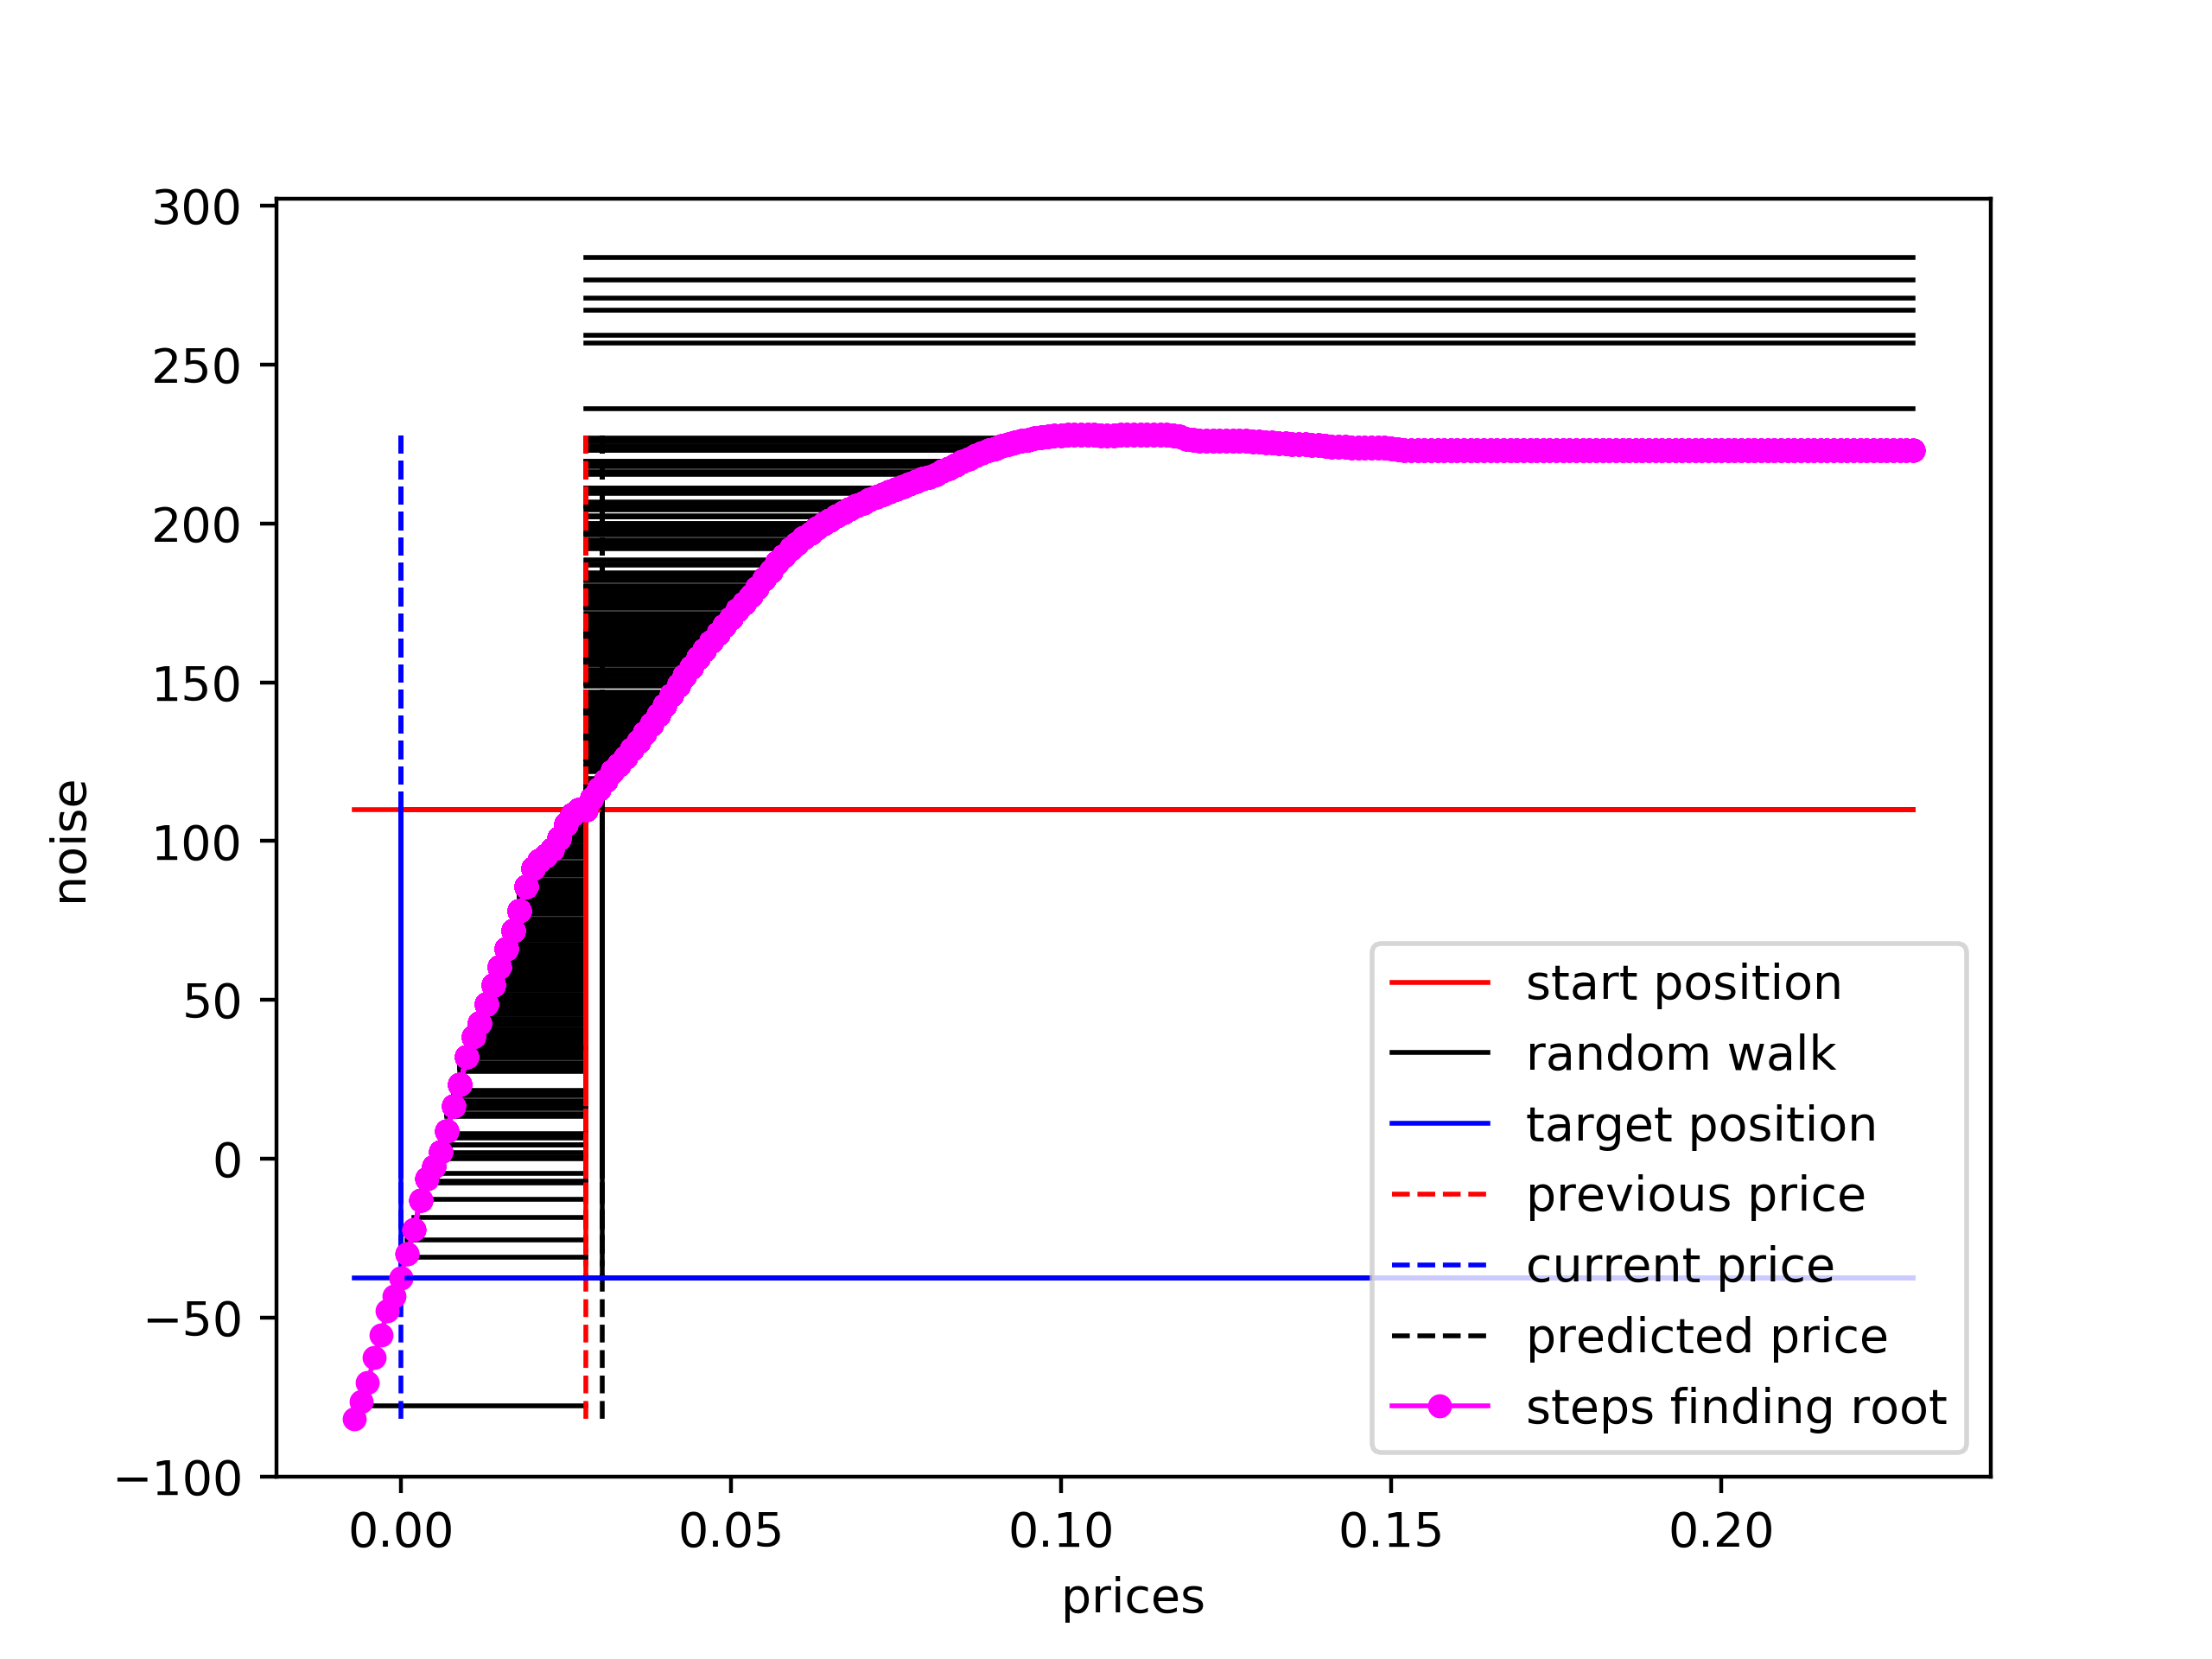 300
250
200
150
100
50
0
−50
−100
noise
0.00 0.05 0.10 0.15 0.20
prices
start position
random walk
target position
previous price
current price
predicted price
steps finding root